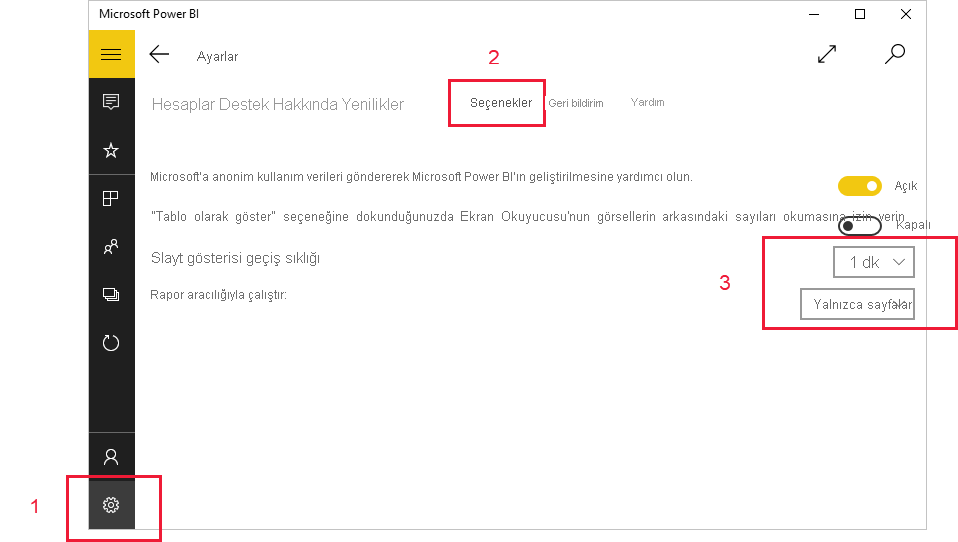 Microsoft Power BI
Ayarlar
2
Hesaplar Destek Hakkında Yenilikler Seçenekler Geri bildirim Yardım
Microsoft'a anonim kullanım verileri göndererek Microsoft Power BI'ın geliştirilmesine yardımcı olun.
Açık
"Tablo olarak göster" seçeneğine dokunduğunuzda Ekran Okuyucusu'nun görsellerin arkasındaki sayıları okumasına izin verin
Kapalı
Slayt gösterisi geçiş sıklığı 1 dk
3
Rapor aracılığıyla çalıştır: Yalnızca sayfalar
1